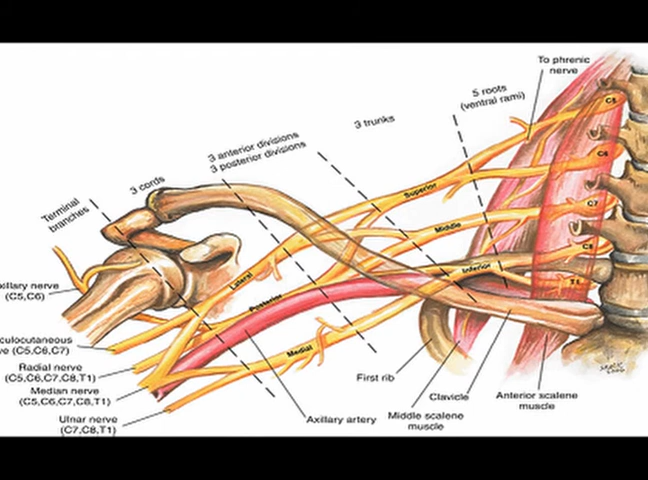 To phrenic
nerve
5 roots
(ventral rami)
3 trunks
3 anterior divisions
3 posterior divisions
3 cords
Terminal
branches
C5
C6
C7
C8
T1
Superior
Middle
Inferior
Lateral
Posterior
Medial
xillary nerve
(C5,C6)
culocutaneous
ve (C5,C6,C7)
Radial nerve
(C5,C6,C7,C8,T1)
Median nerve
(C5,C6,C7,C8,T1)
Ulnar nerve
(C7,C8,T1)
Axillary artery
First rib
Middle scalene
muscle
Clavicle
Anterior scalene
muscle